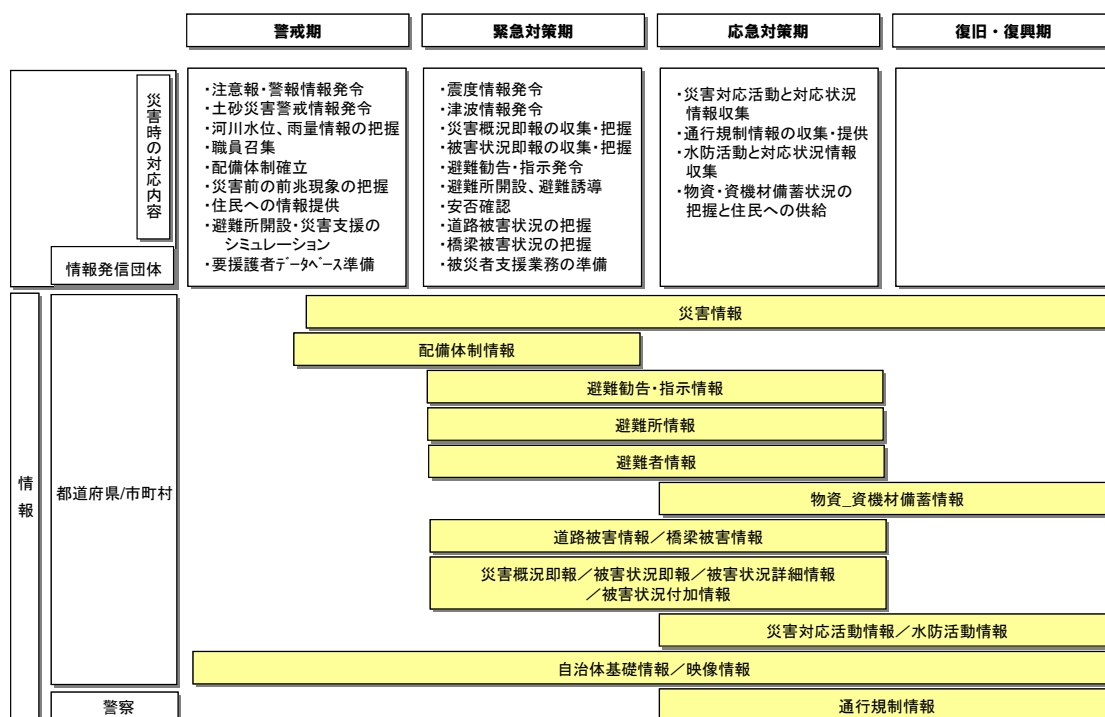 警戒期
緊急対策期
応急対策期
復旧・復興期
災害時の対応内容
情報発信団体
・注意報・警報情報発令
・土砂災害警戒情報発令
・河川水位、雨量情報の把握
・職員召集
・配備体制確立
・災害前の前兆現象の把握
・住民への情報提供
・避難所開設・災害支援の
シミュレーション
・要援護者ﾃﾞｰﾀﾍﾞｰｽ準備
・震度情報発令
・津波情報発令
・災害概況即報の収集・把握
・被害状況即報の収集・把握
・避難勧告・指示発令
・避難所開設、避難誘導
・安否確認
・道路被害状況の把握
・橋梁被害状況の把握
・被災者支援業務の準備
・災害対応活動と対応状況
情報収集
・通行規制情報の収集・提供
・水防活動と対応状況情報
収集
・物資・資機材備蓄状況の
把握と住民への供給
情報
都道府県/市町村
災害情報
配備体制情報
避難勧告・指示情報
避難所情報
避難者情報
物資_資機材備蓄情報
道路被害情報／橋梁被害情報
災害概況即報／被害状況即報／被害状況詳細情報
／被害状況付加情報
災害対応活動情報／水防活動情報
自治体基礎情報／映像情報
警察
通行規制情報